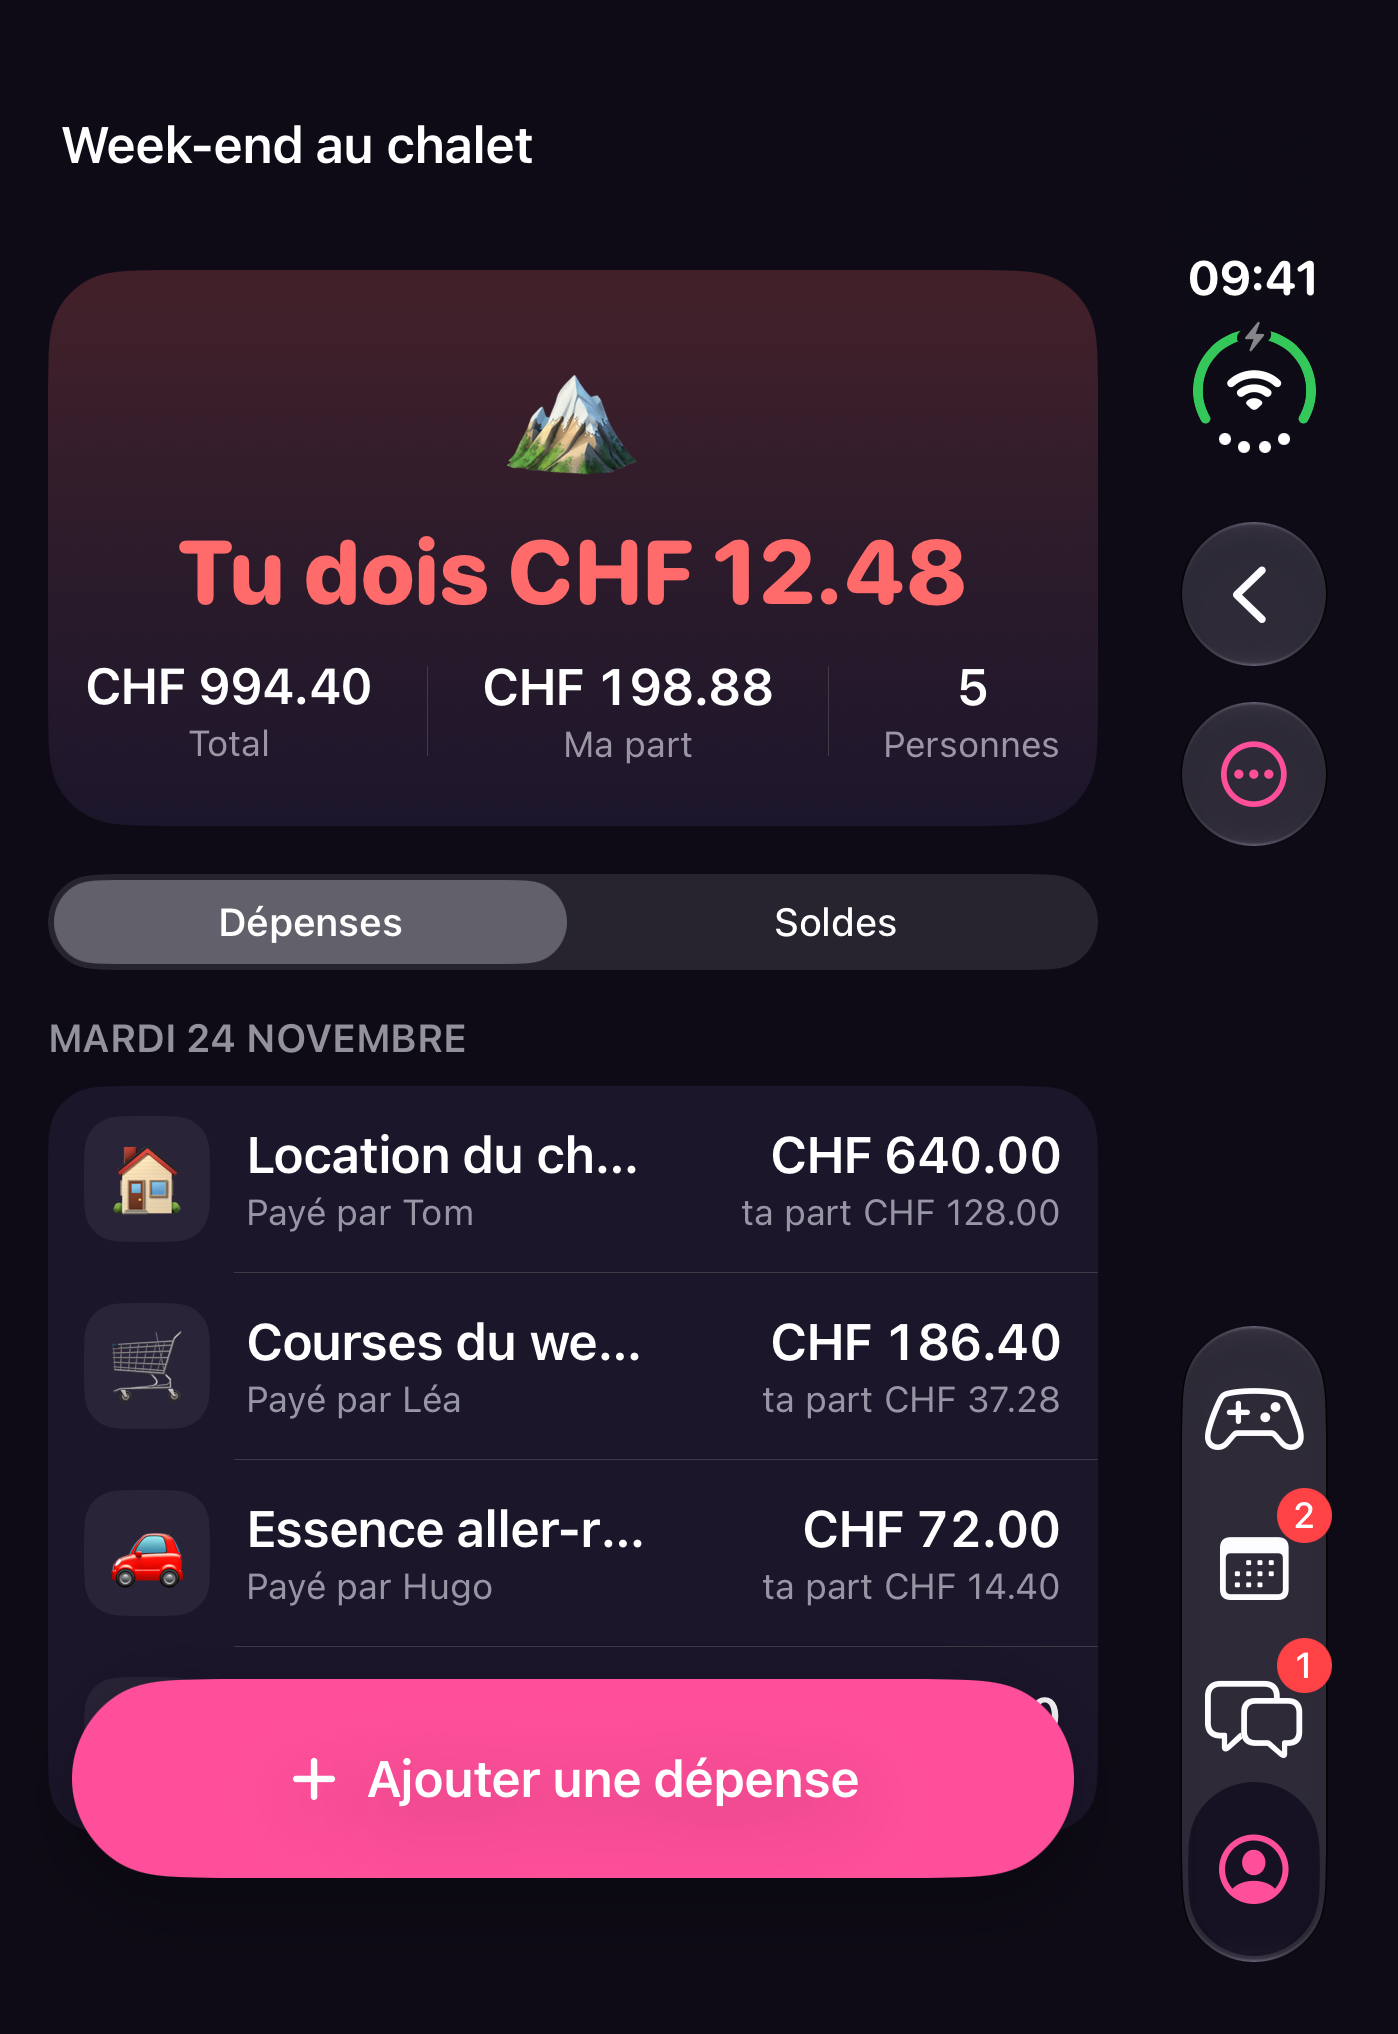 Week-end au chalet
09:41
Tu dois CHF 12.48
CHF 994.40
Total
CHF 198.88
Ma part
5
Personnes
Dépenses
Soldes
MARDI 24 NOVEMBRE
Location du ch...
CHF 640.00
Payé par Tom
ta part CHF 128.00
Courses du we...
CHF 186.40
Payé par Léa
ta part CHF 37.28
Essence aller-r...
CHF 72.00
Payé par Hugo
ta part CHF 14.40
2
1
+ Ajouter une dépense